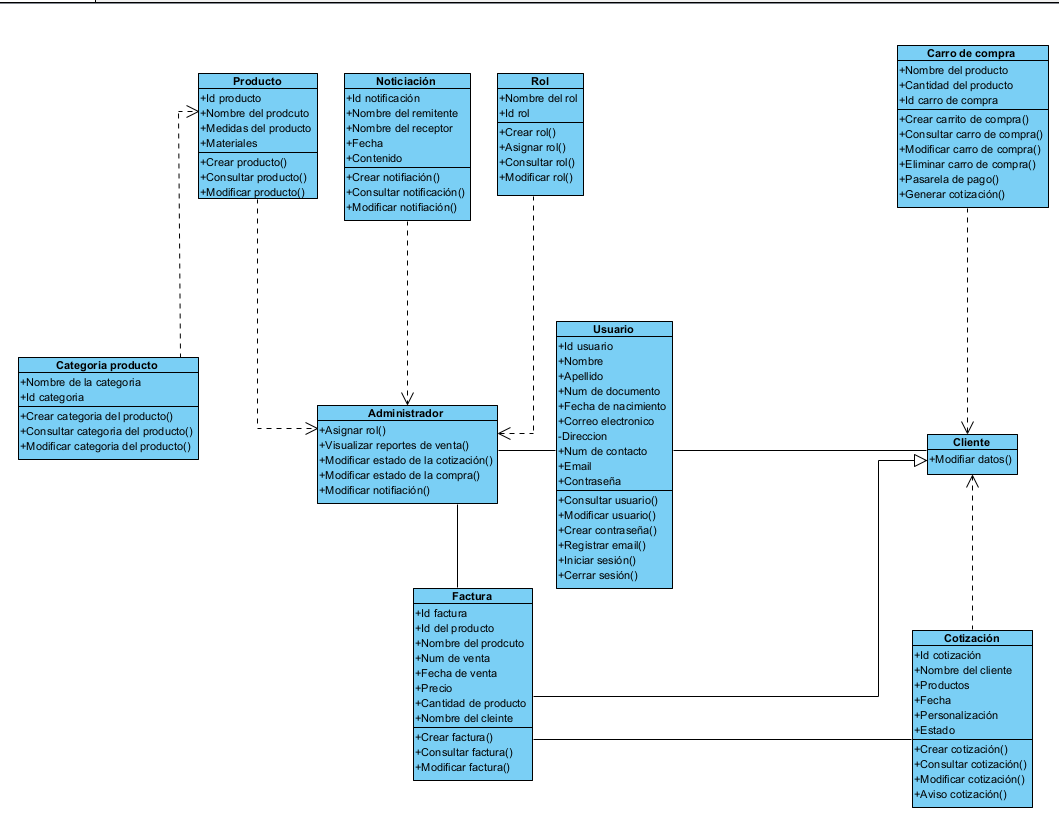 Producto
+Id producto
+Nombre del prodcuto
+Medidas del producto
+Materiales
+Crear producto()
+Consultar producto()
+Modificar producto()
Noticiación
+Id notificación
+Nombre del remitente
+Nombre del receptor
+Fecha
+Contenido
+Crear notifiación()
+Consultar notificación()
+Modificar notifiación()
Rol
+Nombre del rol
+Id rol
+Crear rol()
+Asignar rol()
+Consultar rol()
+Modificar rol()
Carro de compra
+Nombre del producto
+Cantidad del producto
+Id carro de compra
+Crear carrito de compra()
+Consultar carro de compra()
+Modificar carro de compra()
+Eliminar carro de compra()
+Pasarela de pago()
+Generar cotización()
Categoria producto
+Nombre de la categoria
+Id categoria
+Crear categoria del producto()
+Consultar categoria del producto()
+Modificar categoria del producto()
Administrador
+Asignar rol()
+Visualizar reportes de venta()
+Modificar estado de la cotización()
+Modificar estado de la compra()
+Modificar notifiación()
Usuario
+Id usuario
+Nombre
+Apellido
+Num de documento
+Fecha de nacimiento
+Correo electronico
-Direccion
+Num de contacto
+Email
+Contraseña
+Consultar usuario()
+Modificar usuario()
+Crear contraseña()
+Registrar email()
+Iniciar sesión()
+Cerrar sesión()
Cliente
+Modifiar datos()
Factura
+Id factura
+Id del producto
+Nombre del prodcuto
+Num de venta
+Fecha de venta
+Precio
+Cantidad de producto
+Nombre del cleinte
+Crear factura()
+Consultar factura()
+Modificar factura()
Cotización
+Id cotización
+Nombre del cliente
+Productos
+Fecha
+Personalización
+Estado
+Crear cotización()
+Consultar cotización()
+Modificar cotización()
+Aviso cotización()